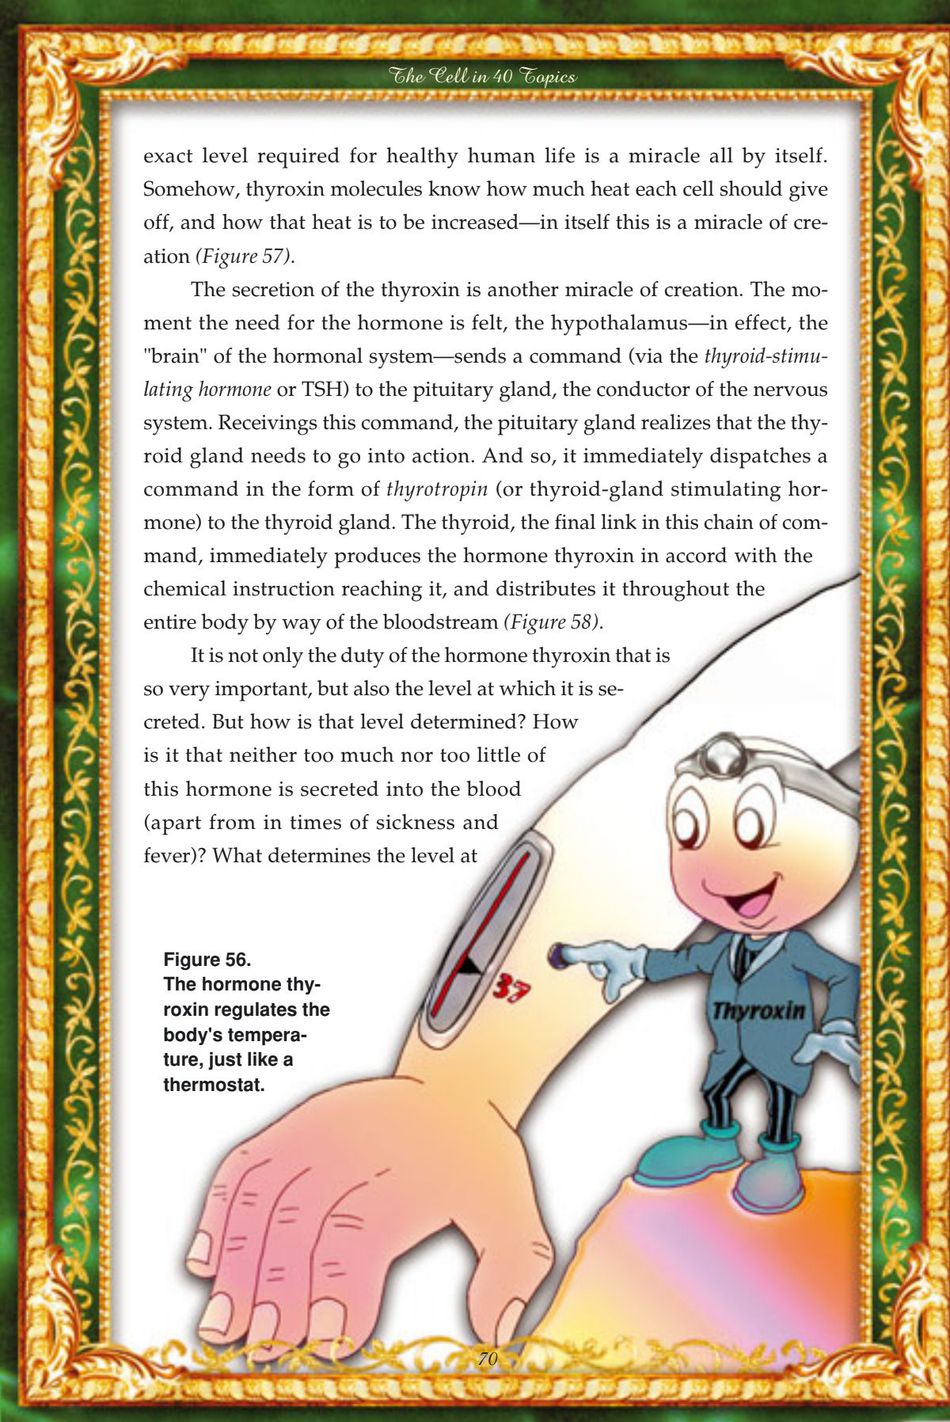 The Cell in 40 Topics
exact level required for healthy human life is a miracle all by itself.
Somehow, thyroxin molecules know how much heat each cell should give
off, and how that heat is to be increased—in itself this is a miracle of cre-
ation (Figure 57).
The secretion of the thyroxin is another miracle of creation. The mo-
ment the need for the hormone is felt, the hypothalamus—in effect, the
"brain" of the hormonal system—sends a command (via the thyroid-stimu-
lating hormone or TSH) to the pituitary gland, the conductor of the nervous
system. Receivings this command, the pituitary gland realizes that the thy-
roid gland needs to go into action. And so, it immediately dispatches a
command in the form of thyrotropin (or thyroid-gland stimulating hor-
mone) to the thyroid gland. The thyroid, the final link in this chain of com-
mand, immediately produces the hormone thyroxin in accord with the
chemical instruction reaching it, and distributes it throughout the
entire body by way of the bloodstream (Figure 58).
It is not only the duty of the hormone thyroxin that is
so very important, but also the level at which it is se-
creted. But how is that level determined? How
is it that neither too much nor too little of
this hormone is secreted into the blood
(apart from in times of sickness and
fever)? What determines the level at
Figure 56.
The hormone thy-
roxin regulates the
body's tempera-
ture, just like a
thermostat.
37
Thyroxin
70